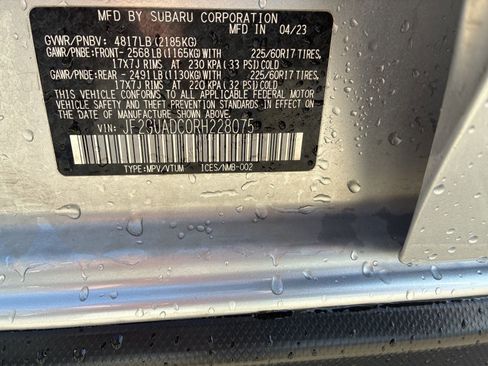 MFD BY SUBARU CORPORATION
MADE IN 04/23
GVWR/PNBV: 4817LB (2185KG)
GAWR/PNBE:FRONT-2568LB (1165KG)WITH 225/60R17 TIRES,
17X7J RIMS AT 230 KPA (33 PSI)COLD
GAWR/PNBE:REAR -2491LB (1130KG)WITH 225/60R17 TIRES,
17X7J RIMS AT 220 KPA (32 PSI)COLD
THIS VEHICLE CONFORMS TO ALL APPLICABLE FEDERAL
MOTOR VEHICLE SAFETY AND THEFT PREVENTION
STANDARDS IN EFFECT ON THE
DATE OF MANUFACTURE SHOWN ABOVE.
VIN: JF2GUADC0RH228075
TYPE:MPV/VTUM ICES/NMB-002